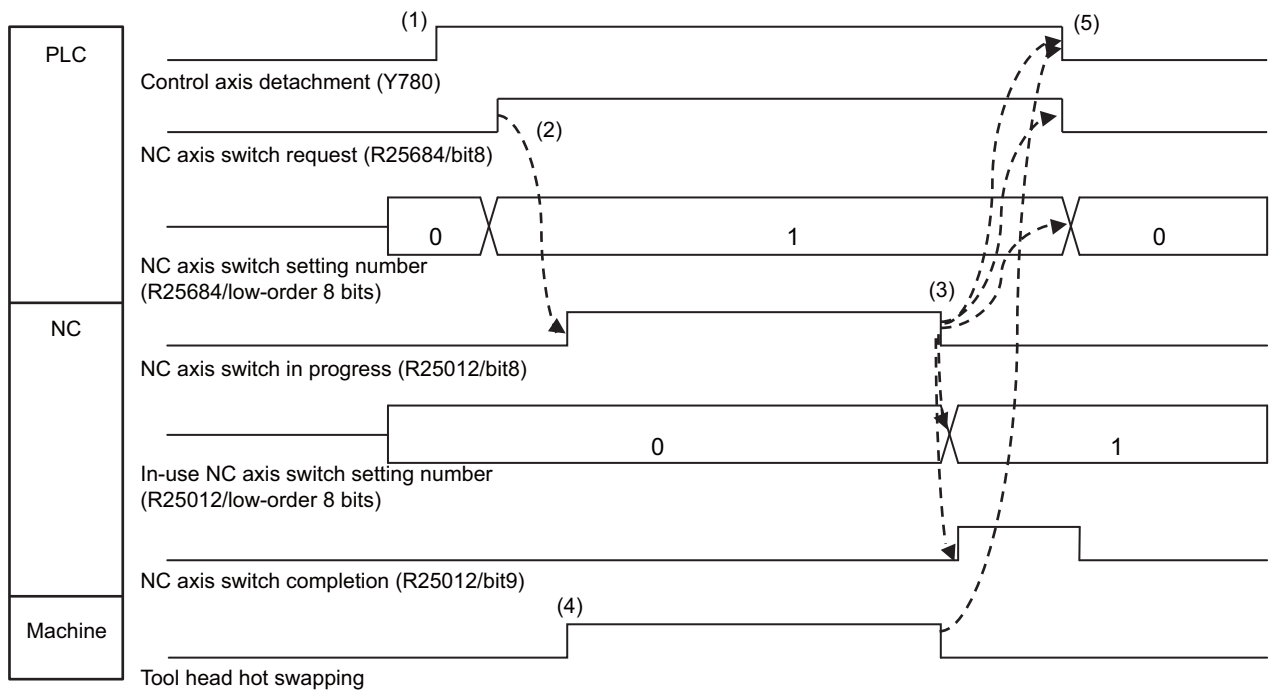 (1)
(5)
PLC
Control axis detachment (Y780)
(2)
NC axis switch request (R25684/bit8)
0
1
0
NC axis switch setting number
(R25684/low-order 8 bits)
(3)
NC
NC axis switch in progress (R25012/bit8)
0
1
In-use NC axis switch setting number
(R25012/low-order 8 bits)
NC axis switch completion (R25012/bit9)
(4)
Machine
Tool head hot swapping